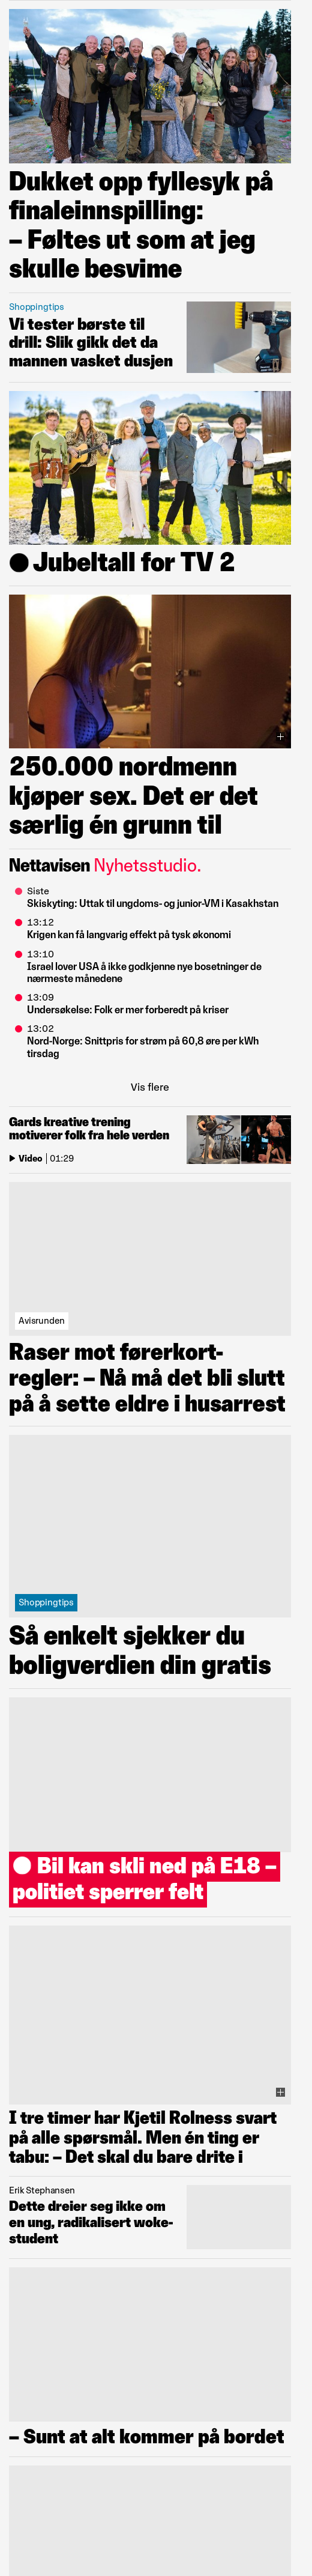 Dukket opp fyllesyk på
finaleinnspilling:
– Føltes ut som at jeg
skulle besvime
Shoppingtips
Vi tester børste til
drill: Slik gikk det da
mannen vasket dusjen
Jubeltall for TV 2
250.000 nordmenn
kjøper sex. Det er det
særlig én grunn til
Nettavisen Nyhetsstudio.
Siste
Skiskyting: Uttak til ungdoms- og junior-VM i Kasakhstan
13:12
Krigen kan få langvarig effekt på tysk økonomi
13:10
Israel lover USA å ikke godkjenne nye bosetninger de
nærmeste månedene
13:09
Undersøkelse: Folk er mer forberedt på kriser
13:02
Nord-Norge: Snittpris for strøm på 60,8 øre per kWh
tirsdag
Vis flere
Gards kreative trening
motiverer folk fra hele verden
Video | 01:29
Avisrunden
Raser mot førerkort-
regler: – Nå må det bli slutt
på å sette eldre i husarrest
Shoppingtips
Så enkelt sjekker du
boligverdien din gratis
Bil kan skli ned på E18 –
politiet sperrer felt
I tre timer har Kjetil Rolness svart
på alle spørsmål. Men én ting er
tabu: – Det skal du bare drite i
Erik Stephansen
Dette dreier seg ikke om
en ung, radikalisert woke-
student
– Sunt at alt kommer på bordet